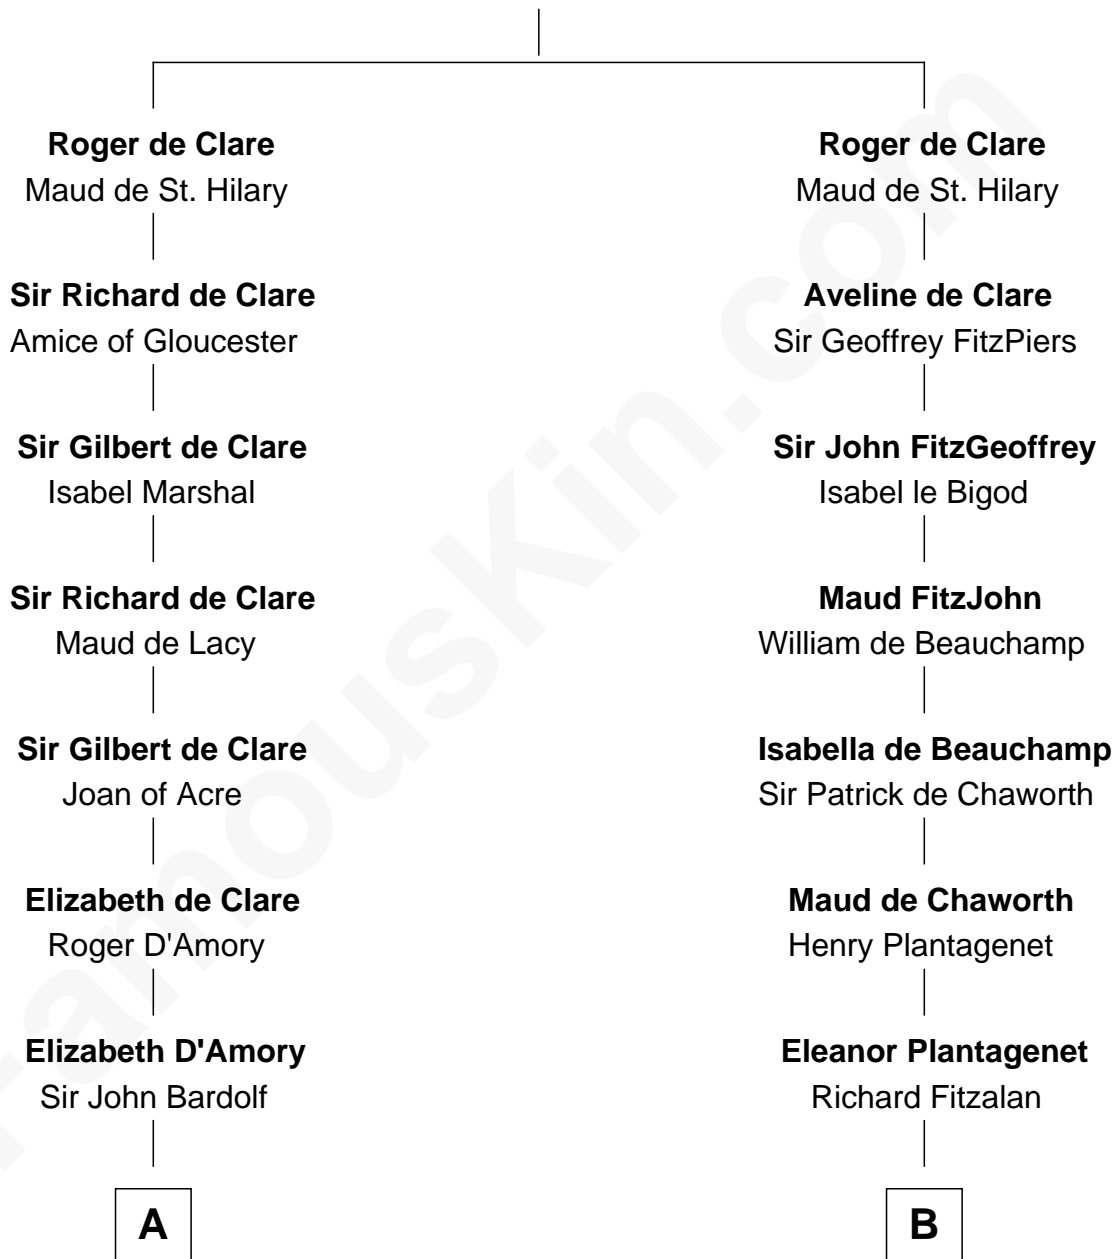 Roger de Clare
Maud de St. Hilary
Sir Richard de Clare
Amice of Gloucester
Sir Gilbert de Clare
Isabel Marshal
Sir Richard de Clare
Maud de Lacy
Sir Gilbert de Clare
Joan of Acre
Elizabeth de Clare
Roger D'Amory
Elizabeth D'Amory
Sir John Bardolf
A
Roger de Clare
Maud de St. Hilary
Aveline de Clare
Sir Geoffrey FitzPiers
Sir John FitzGeoffrey
Isabel le Bigod
Maud FitzJohn
William de Beauchamp
Isabella de Beauchamp
Sir Patrick de Chaworth
Maud de Chaworth
Henry Plantagenet
Eleanor Plantagenet
Richard Fitzalan
B
FamousKin.com